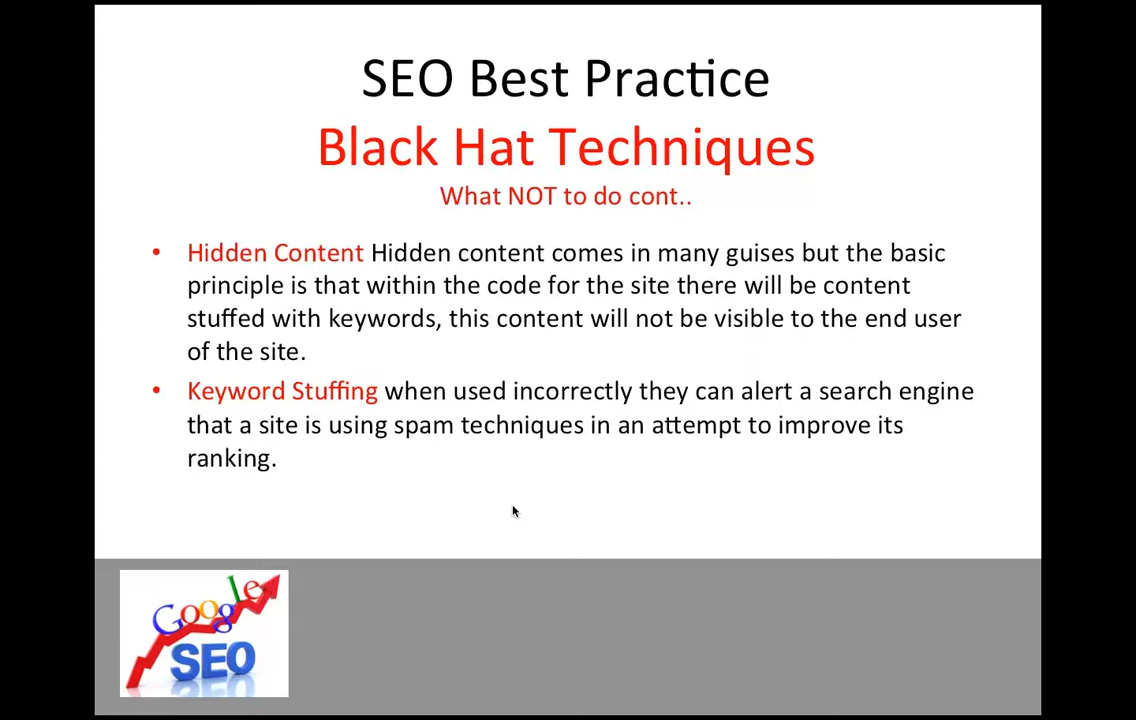 SEO Best Practice
Black Hat Techniques
What NOT to do cont..
• Hidden Content Hidden content comes in many guises but the basic
principle is that within the code for the site there will be content
stuffed with keywords, this content will not be visible to the end user
of the site.
• Keyword Stuffing when used incorrectly they can alert a search engine
that a site is using spam techniques in an attempt to improve its
ranking.
Google
SEO